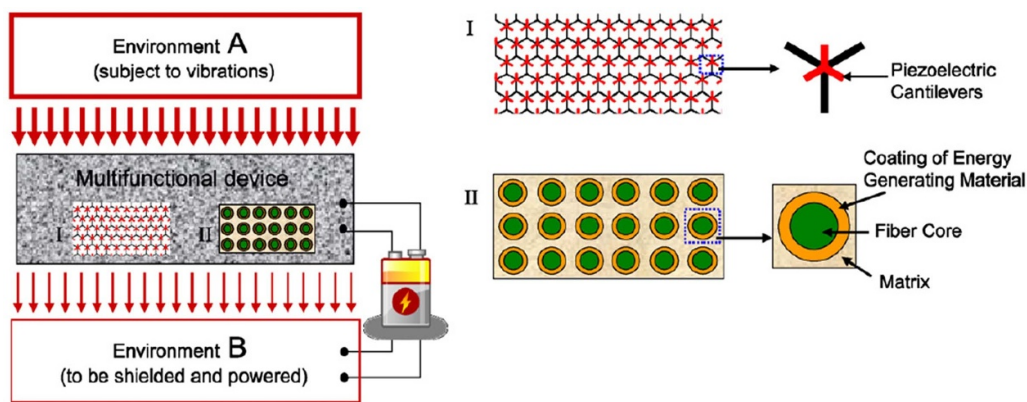 Environment A
(subject to vibrations)
Multifunctional device
I
II
Environment B
(to be shielded and powered)
I
Piezoelectric
Cantilevers
II
Coating of Energy
Generating Material
Fiber Core
Matrix